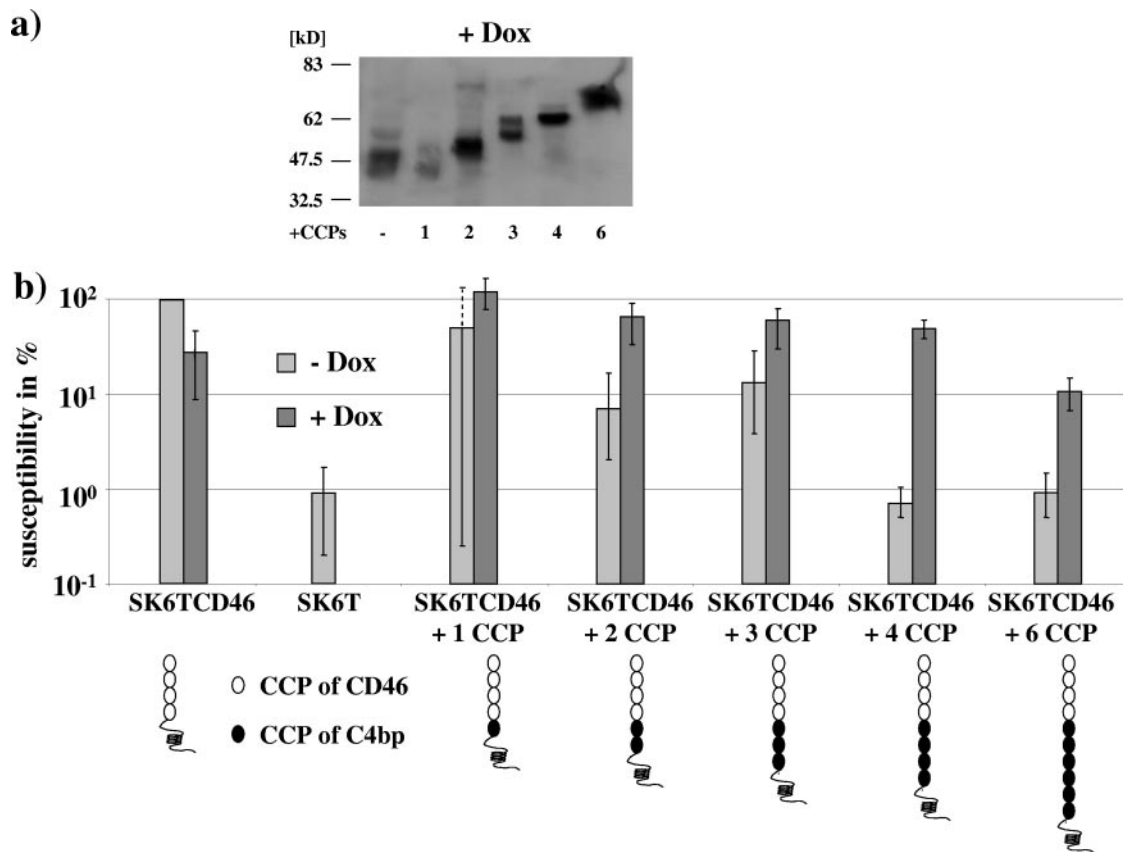 a)
[kD]
+ Dox
83
62
47.5
32.5
+CCPs - 1 2 3 4 6
b)
susceptibility in %
10²
10¹
10⁰
10⁻¹
- Dox
+ Dox
SK6TCD46
SK6T
SK6TCD46
+ 1 CCP
SK6TCD46
+ 2 CCP
SK6TCD46
+ 3 CCP
SK6TCD46
+ 4 CCP
SK6TCD46
+ 6 CCP
CCP of CD46
CCP of C4bp